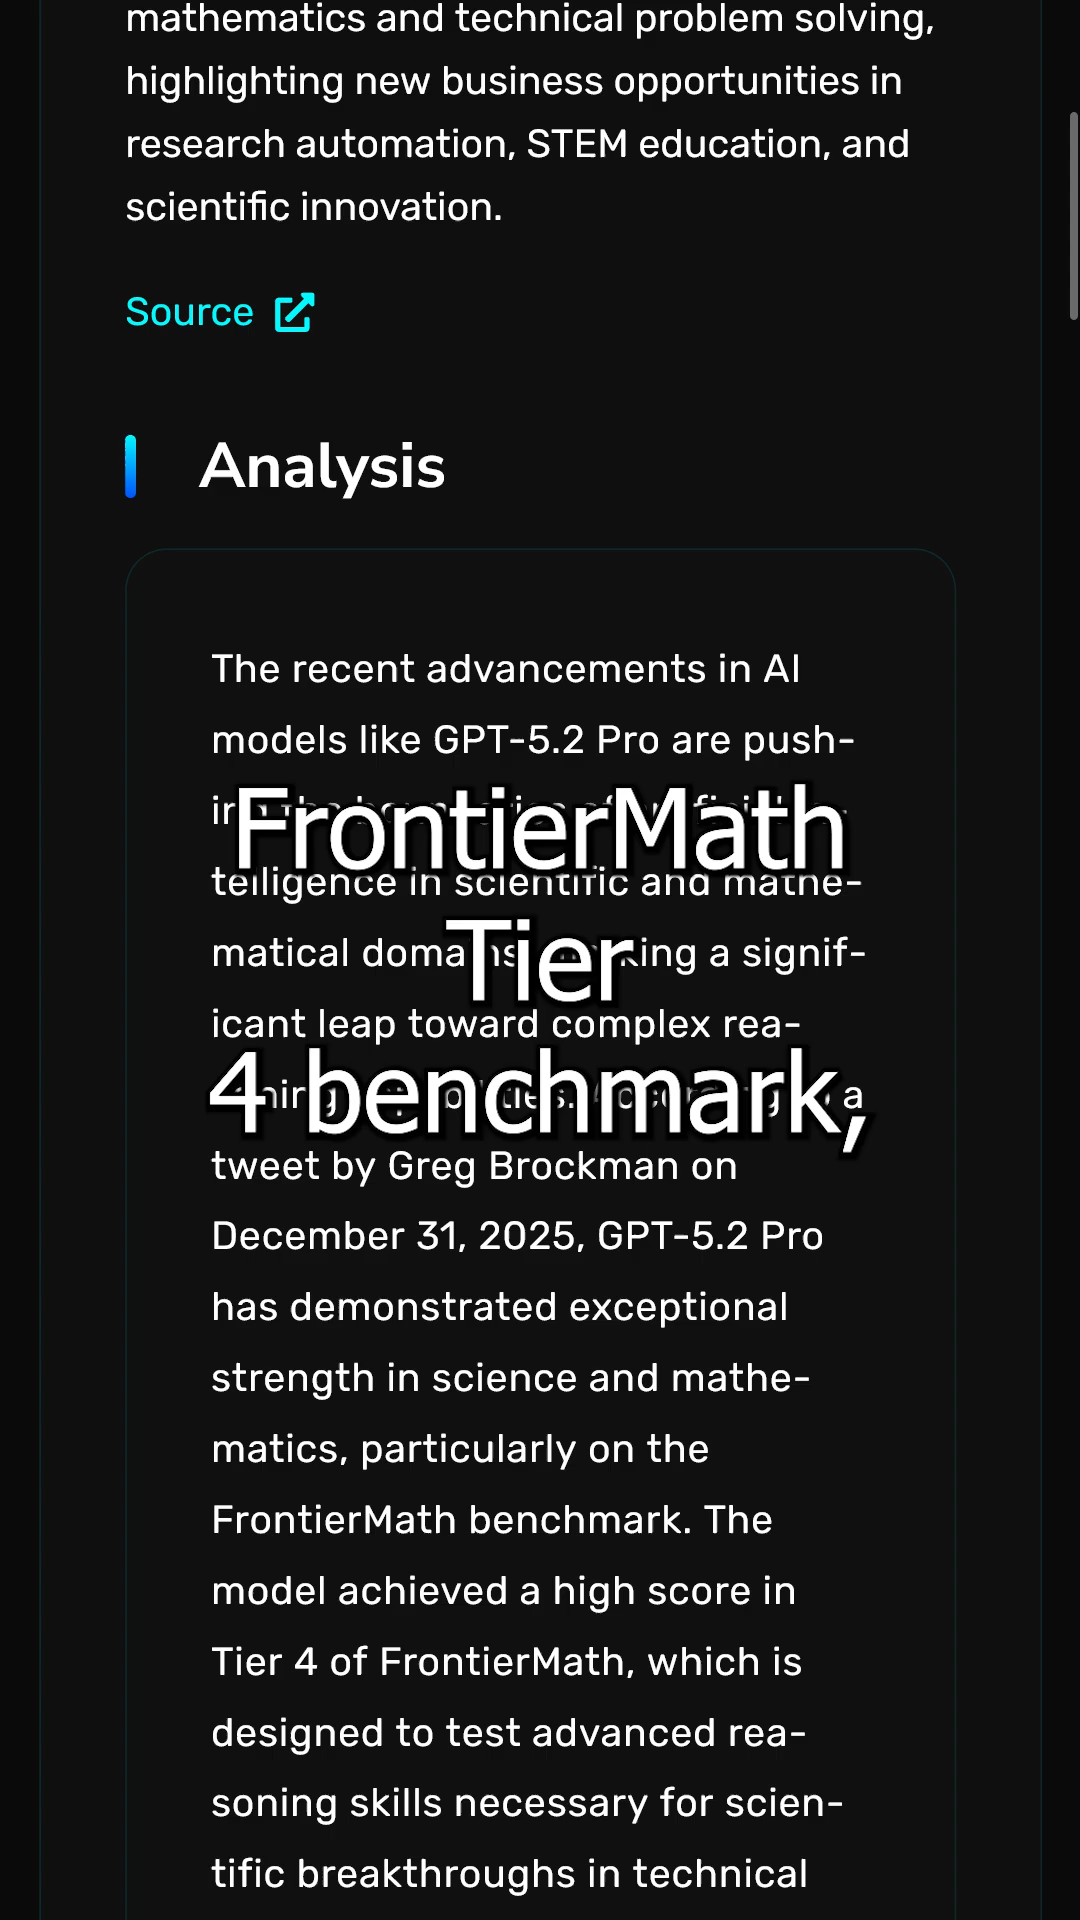 mathematics and technical problem solving,
highlighting new business opportunities in
research automation, STEM education, and
scientific innovation.
Source
Analysis
The recent advancements in AI
models like GPT-5.2 Pro are push-
FrontierMath
telligence in scientific and mathe-
Tier
matical a signif-
icant leap toward complex rea-
4 benchmark,
a
tweet by Greg Brockman on
December 31, 2025, GPT-5.2 Pro
has demonstrated exceptional
strength in science and mathe-
matics, particularly on the
FrontierMath benchmark. The
model achieved a high score in
Tier 4 of FrontierMath, which is
designed to test advanced rea-
soning skills necessary for scien-
tific breakthroughs in technical